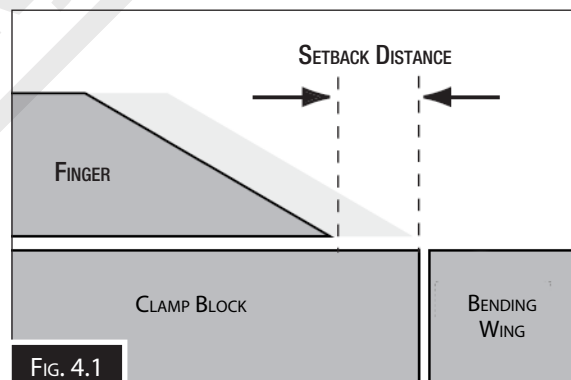 Setback Distance
Finger
Clamp Block
Bending
Wing
Fig. 4.1